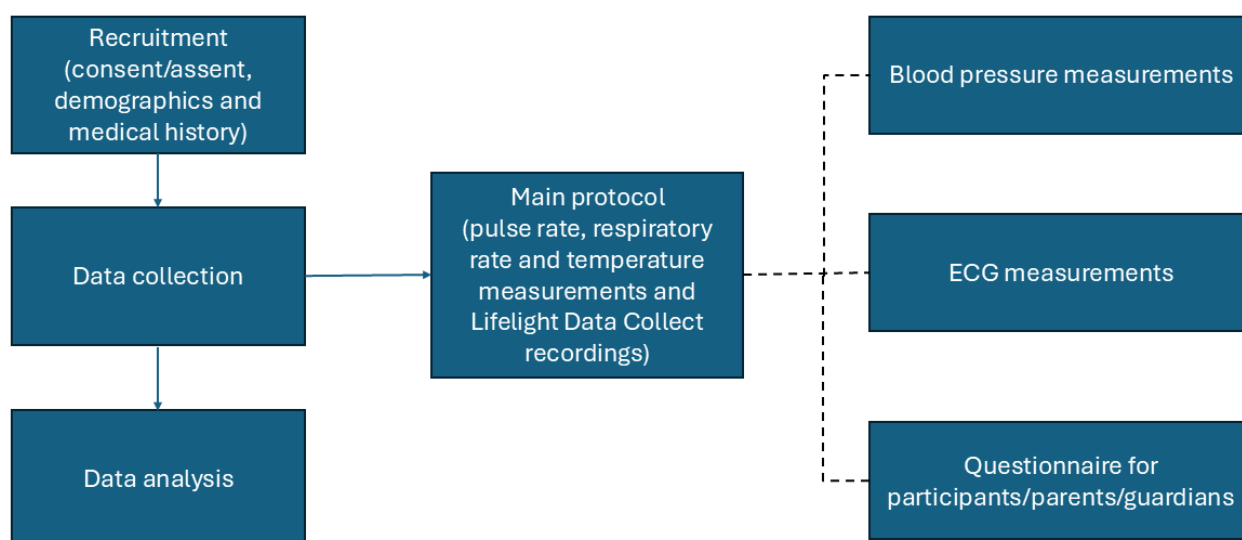 Recruitment
(consent/assent,
demographics and
medical history)
Data collection
Data analysis
Main protocol
(pulse rate, respiratory
rate and temperature
measurements and
Lifelight Data Collect
recordings)
Blood pressure measurements
ECG measurements
Questionnaire for
participants/parents/guardians